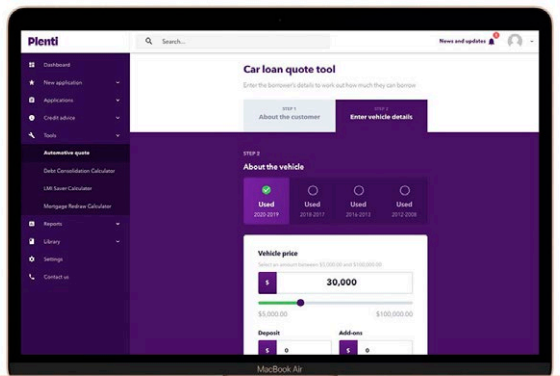 Plenti
Search...
News and updates
Dashboard
New application
Applications
Credit advice
Tools
Automotive quote
Debt Consolidation Calculator
LMI Saver Calculator
Mortgage Redraw Calculator
Reports
Library
Settings
Contact us
Car loan quote tool
Enter the borrower's details to work out how much they can borrow
STEP 1
About the customer
STEP 2
Enter vehicle details
STEP 2
About the vehicle
Used
2020-2019
Used
2018-2017
Used
2016-2013
Used
2012-2008
Vehicle price
Select an amount between $5,000.00 and $100,000.00
$ 30,000
$5,000.00 $100,000.00
Deposit Add-ons
$ 0 $ 0
MacBook Air